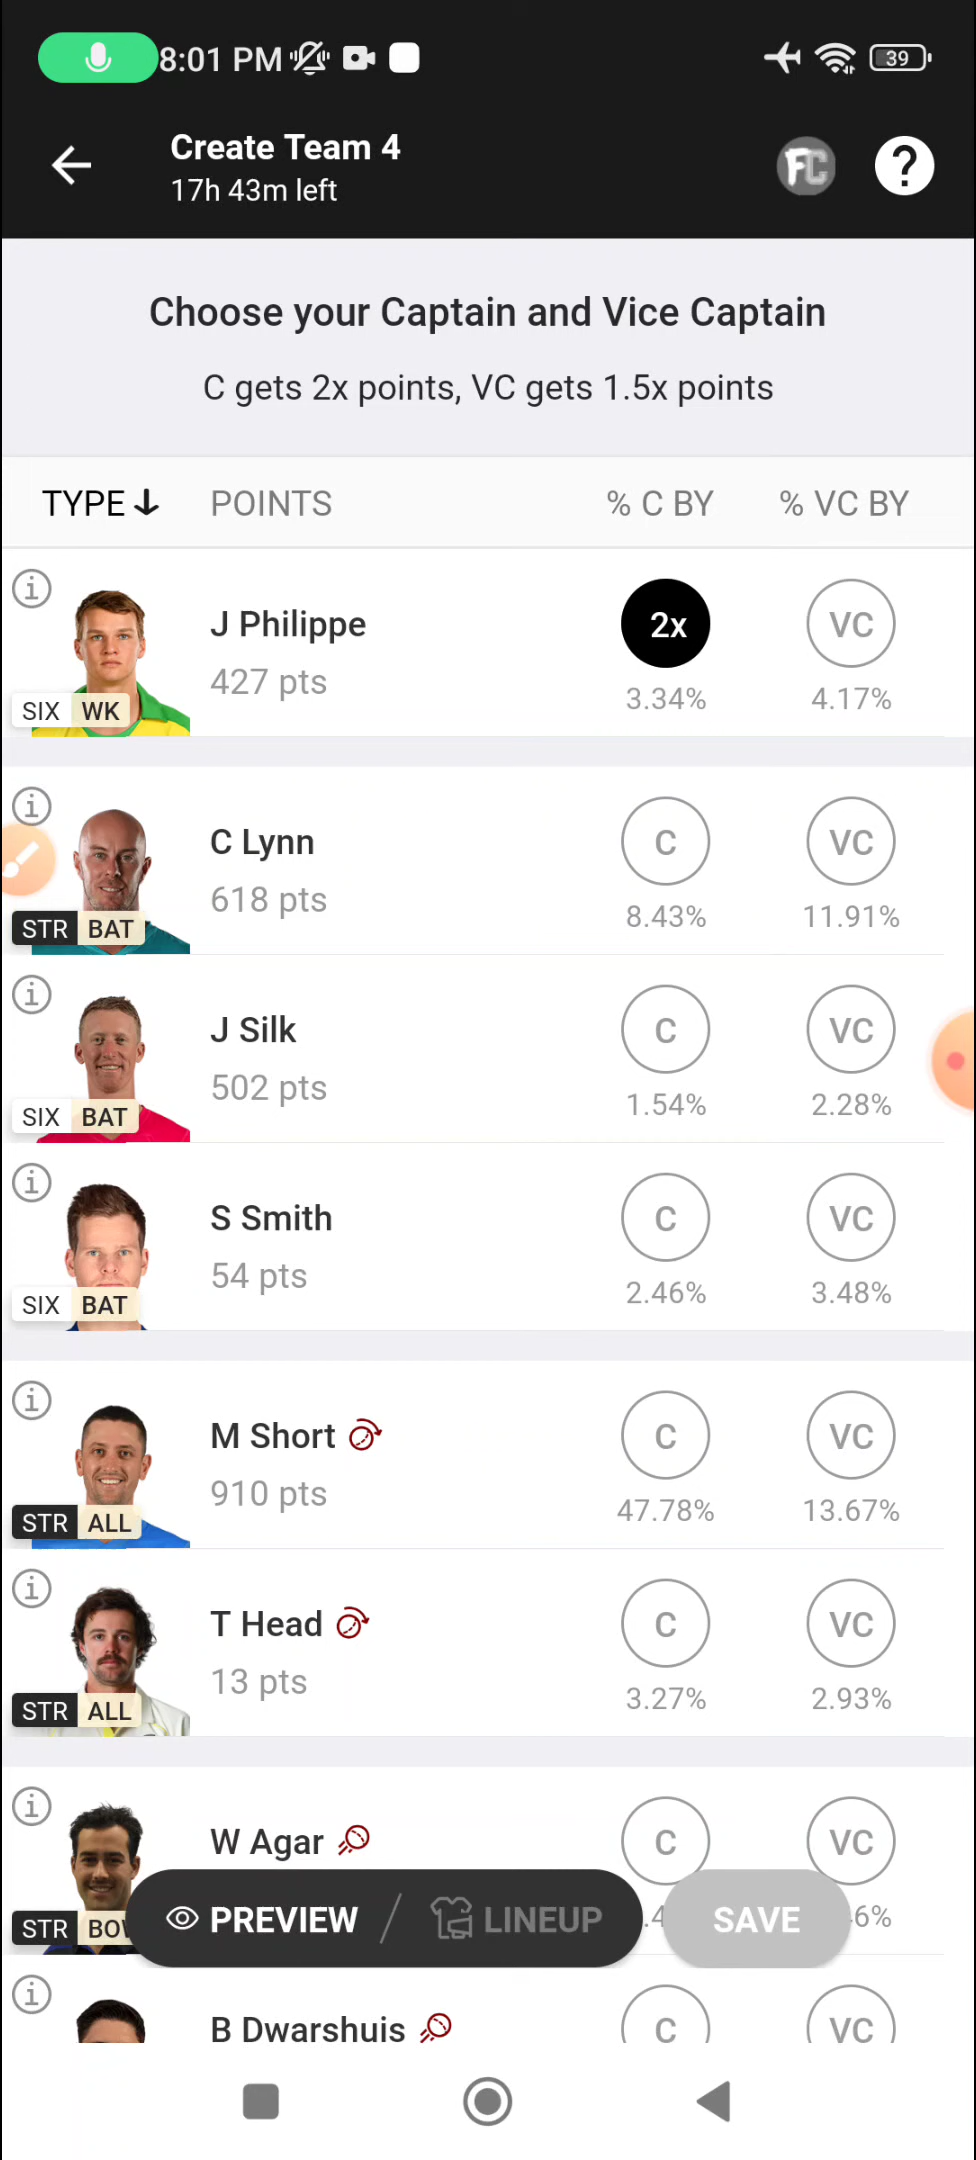 8:01 PM
39
Create Team 4
17h 43m left
FC
?
Choose your Captain and Vice Captain
C gets 2x points, VC gets 1.5x points
TYPE POINTS % C BY % VC BY
J Philippe 2x VC
427 pts 3.34% 4.17%
SIX WK
C Lynn C VC
618 pts 8.43% 11.91%
STR BAT
J Silk C VC
502 pts 1.54% 2.28%
SIX BAT
S Smith C VC
54 pts 2.46% 3.48%
SIX BAT
M Short C VC
910 pts 47.78% 13.67%
STR ALL
T Head C VC
13 pts 3.27% 2.93%
STR ALL
W Agar C VC
STR
PREVIEW / LINEUP SAVE
B Dwarshuis C VC